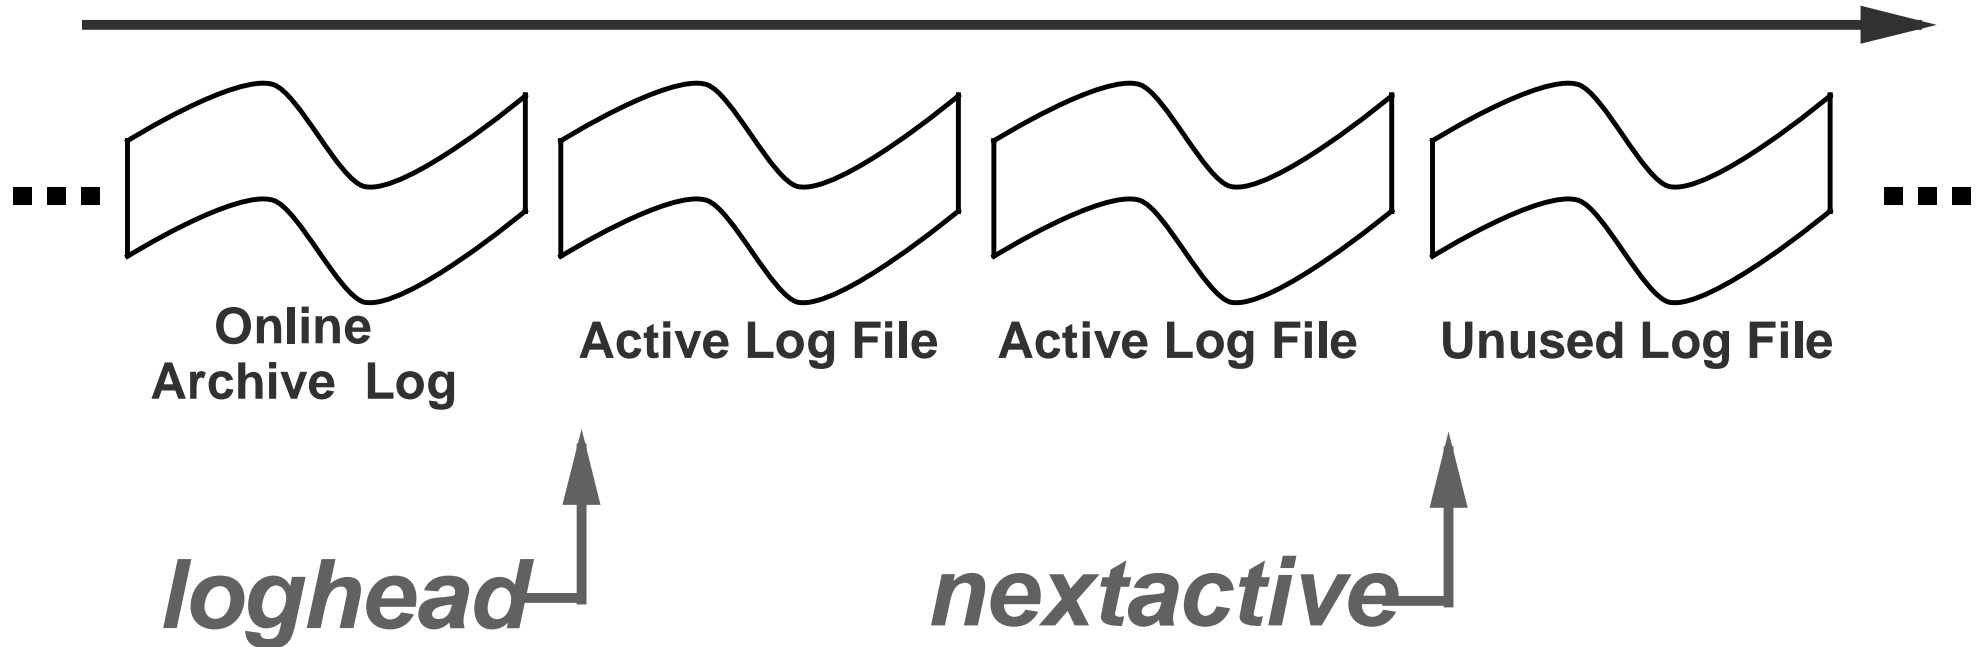 Online
Archive Log
Active Log File
Active Log File
Unused Log File
loghead
nextactive